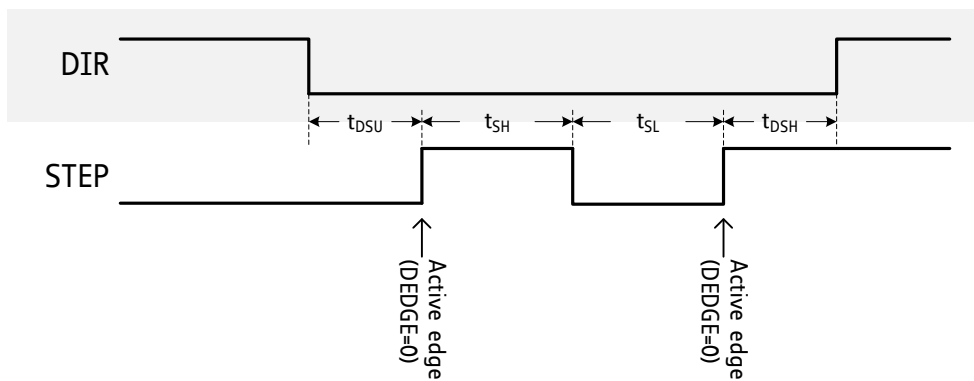 DIR
tDSU
tSH
tSL
tDSH
STEP
Active edge
(DEDGE=0)
Active edge
(DEDGE=0)